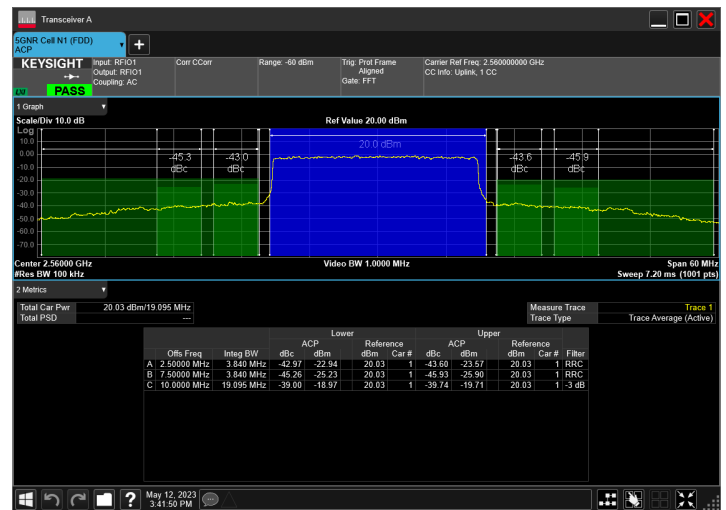 Transceiver A
5GNR Cell N1 (FDD)
ACP
KEYSIGHT
LXI
PASS
Input: RFIO1
Output: RFIO1
Coupling: AC
Corr CCorr
Range: -60 dBm
Trig: Prot Frame
Aligned
Gate: FFT
Carrier Ref Freq: 2.560000000 GHz
CC Info: Uplink, 1 CC
1 Graph
Scale/Div 10.0 dB
Ref Value 20.00 dBm
Log
10.0
0.00
-10.0
-20.0
-30.0
-40.0
-50.0
-60.0
-70.0
-45.3
dBc
-43.0
dBc
20.0 dBm
-43.6
dBc
-45.9
dBc
Center 2.56000 GHz
#Res BW 100 kHz
Video BW 1.0000 MHz
Span 60 MHz
Sweep 7.20 ms (1001 pts)
2 Metrics
Total Car Pwr 20.03 dBm/19.095 MHz
Total PSD ---
Measure Trace Trace 1
Trace Type Trace Average (Active)
Lower Upper
ACP Reference ACP Reference
Offs Freq Integ BW dBc dBm dBm Car # dBc dBm dBm Car # Filter
A 2.50000 MHz 3.840 MHz -42.97 -22.94 20.03 1 -43.60 -23.57 20.03 1 RRC
B 7.50000 MHz 3.840 MHz -45.26 -25.23 20.03 1 -45.93 -25.90 20.03 1 RRC
C 10.0000 MHz 19.095 MHz -39.00 -18.97 20.03 1 -39.74 -19.71 20.03 1 -3 dB
May 12, 2023
3:41:50 PM